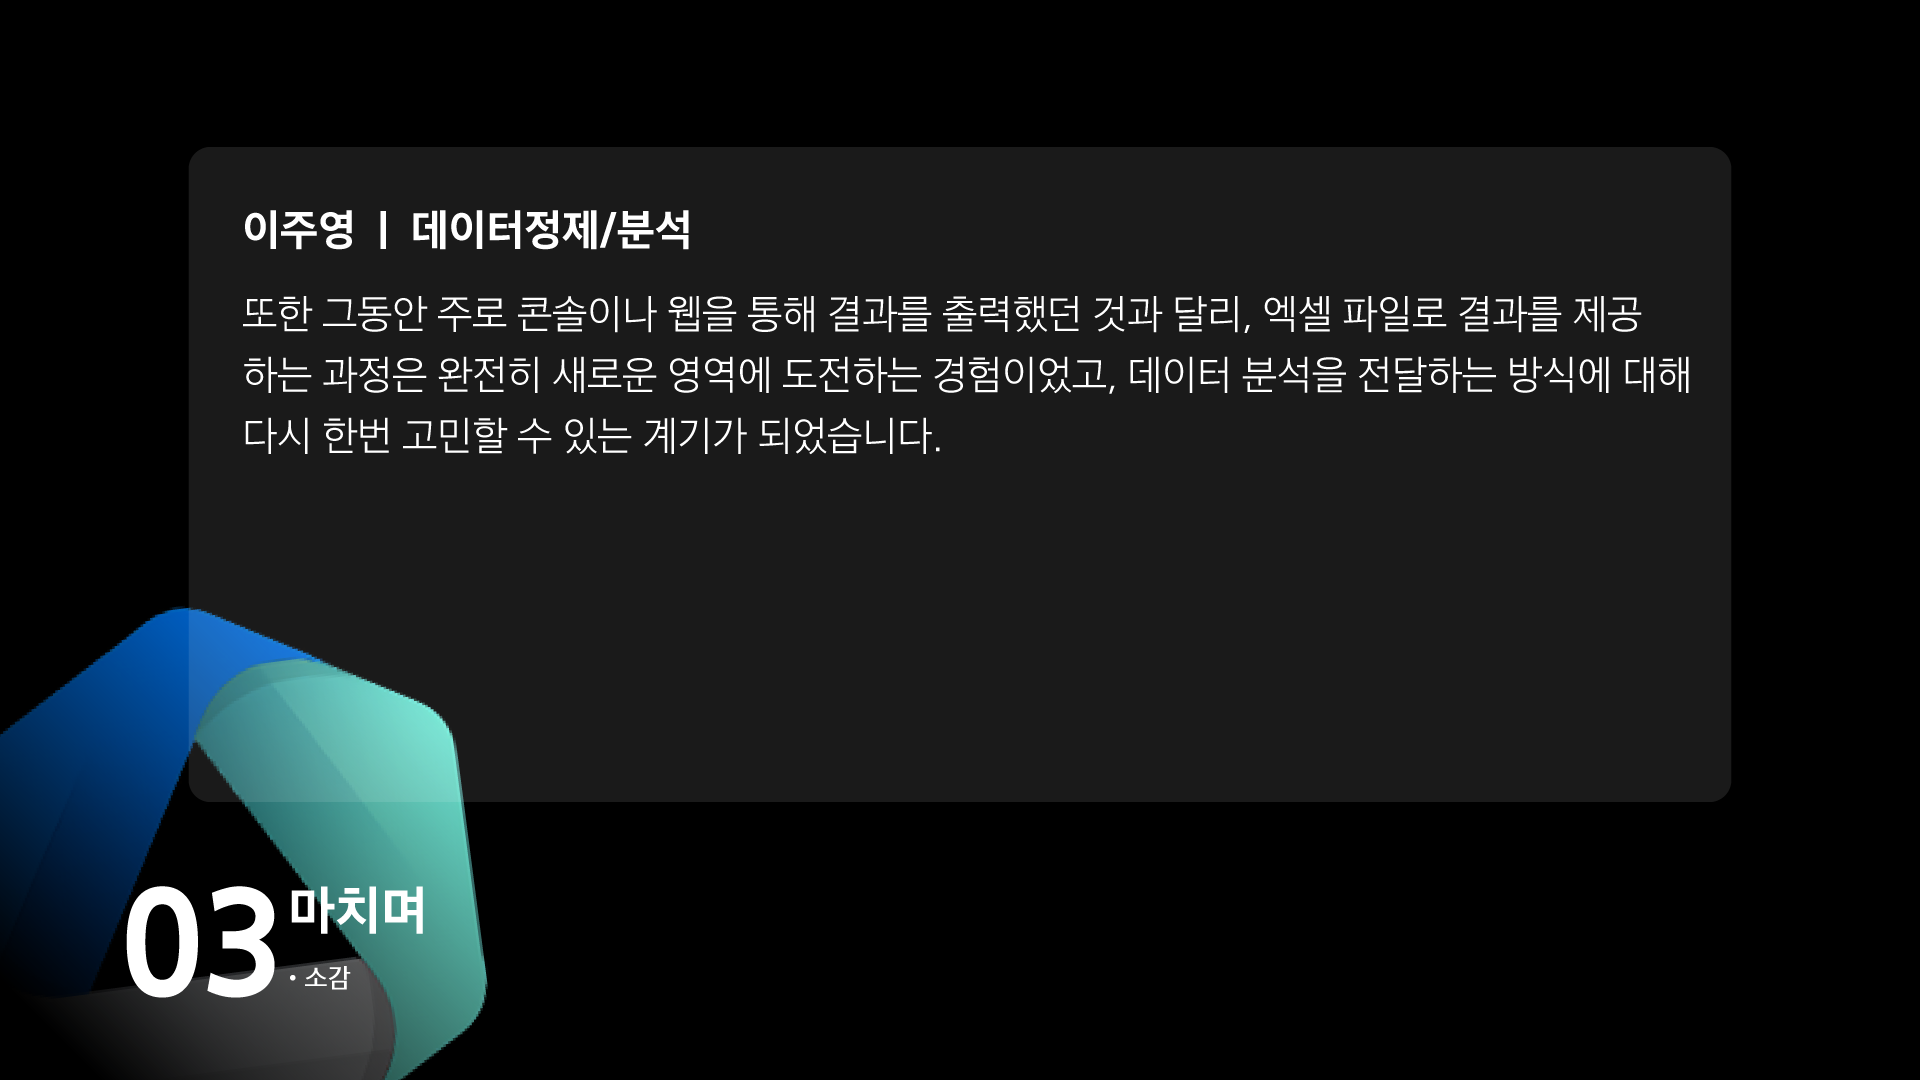 이주영 | 데이터정제/분석
또한 그동안 주로 콘솔이나 웹을 통해 결과를 출력했던 것과 달리, 엑셀 파일로 결과를 제공
하는 과정은 완전히 새로운 영역에 도전하는 경험이었고, 데이터 분석을 전달하는 방식에 대해
다시 한번 고민할 수 있는 계기가 되었습니다.
03 마치며
• 소감